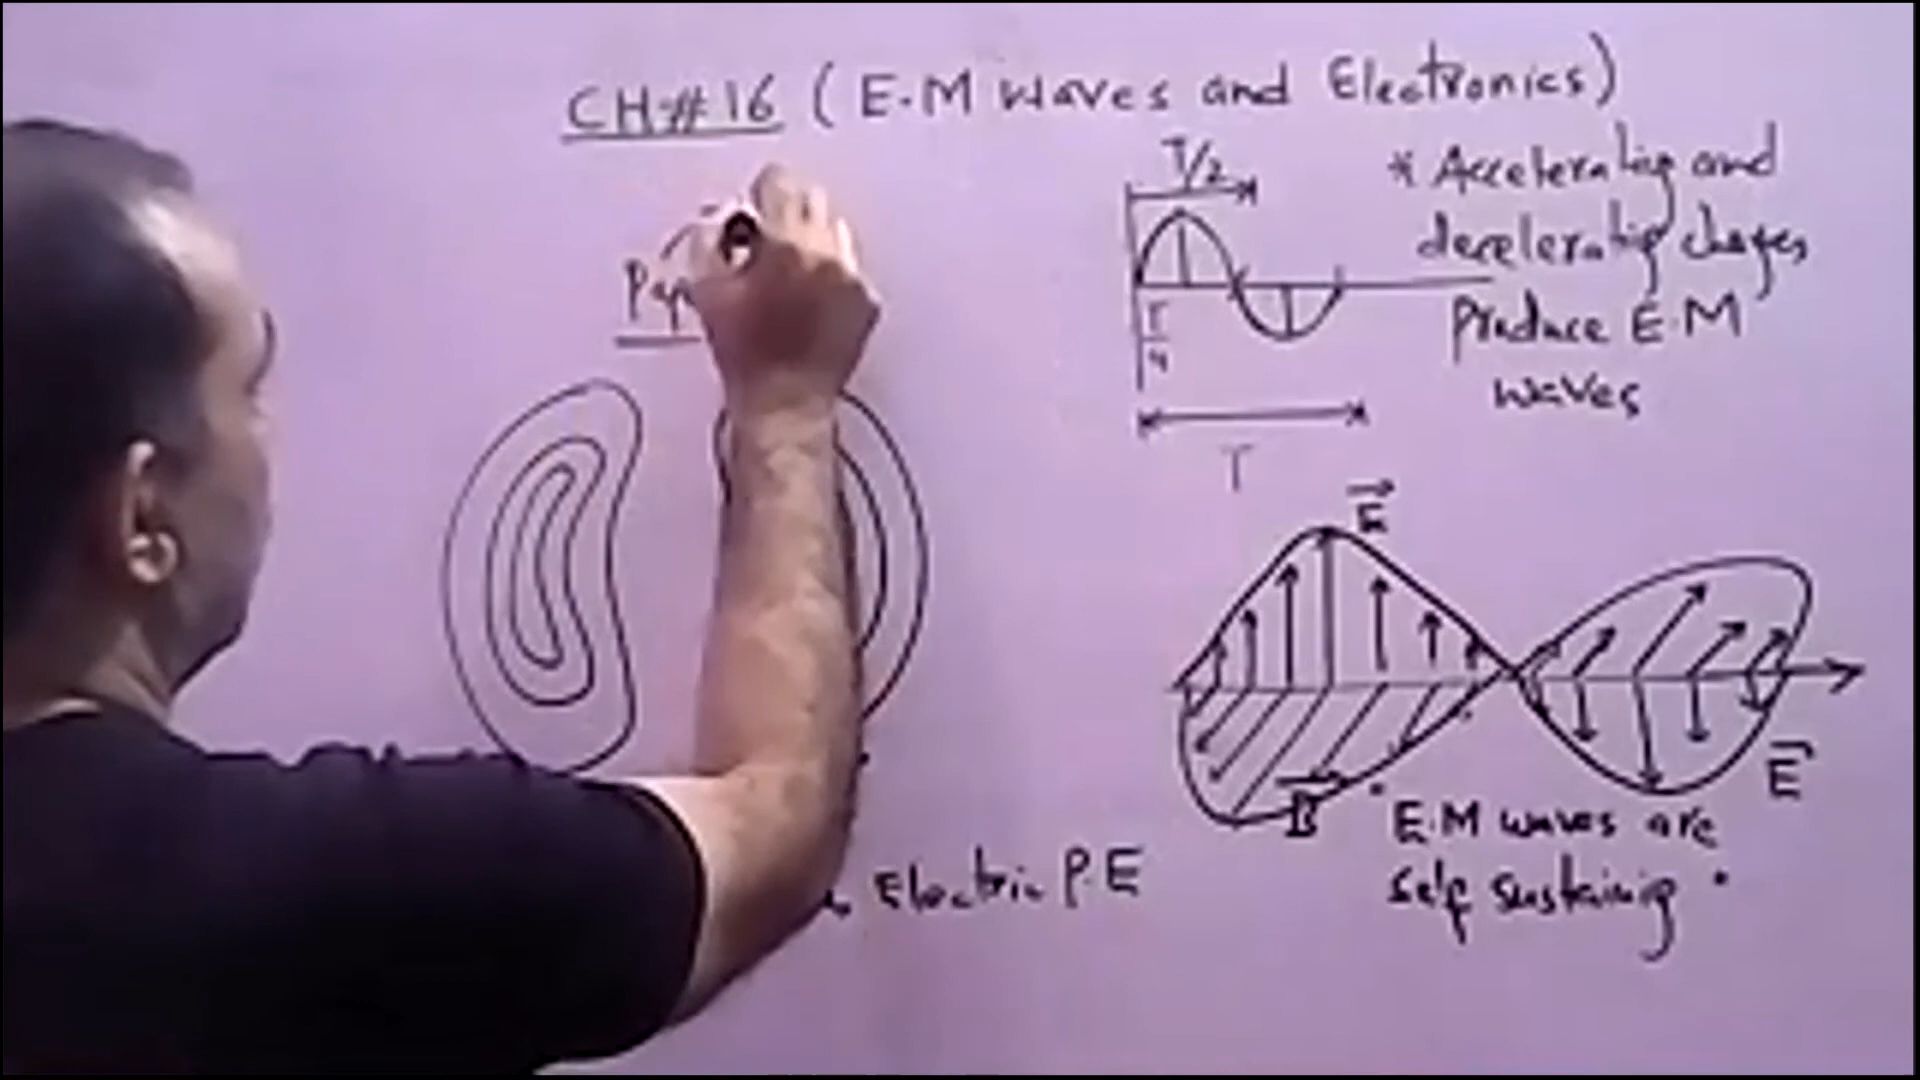 CH#16 (E.M Waves and Electronics)
T/2
* Accelerating and
decelerating charges
produce E.M
waves
T
4
T
E
E
B
E.M waves are
self sustaining
Electric P.E